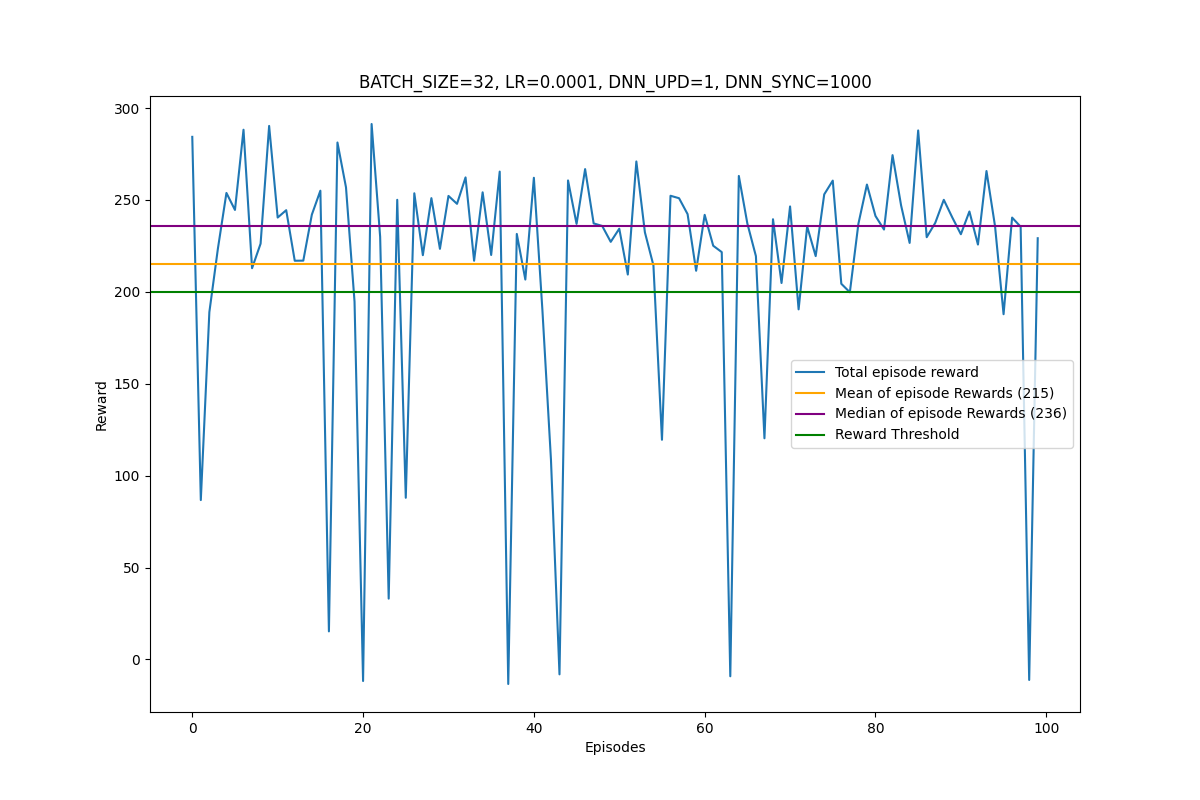 BATCH_SIZE=32, LR=0.0001, DNN_UPD=1, DNN_SYNC=1000
300
250
200
150
100
50
0
Reward
Total episode reward
Mean of episode Rewards (215)
Median of episode Rewards (236)
Reward Threshold
0 20 40 60 80 100
Episodes